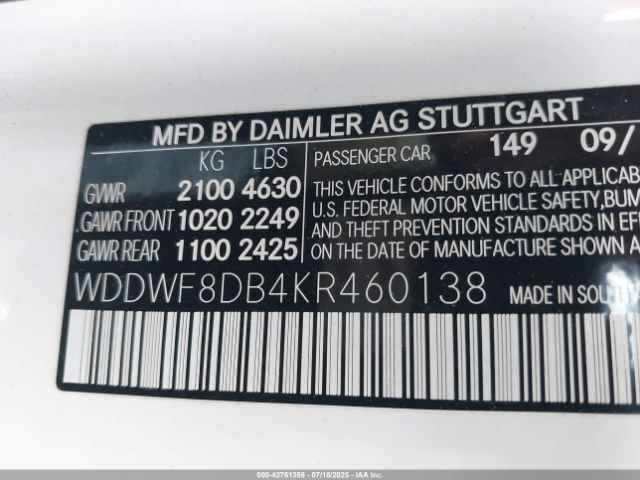 MFD BY DAIMLER AG STUTTGART
KG LBS
GVWR 2100 4630
GAWR FRONT 1020 2249
GAWR REAR 1100 2425
PASSENGER CAR 149 09/
THIS VEHICLE CONFORMS TO ALL APPLICAB
U.S. FEDERAL MOTOR VEHICLE SAFETY, BUM
AND THEFT PREVENTION STANDARDS IN EF
ON THE DATE OF MANUFACTURE SHOWN A
WDDWF8DB4KR460138 MADE IN SOUTH
000-42761358 - 07/18/2025 - IAAI.COM